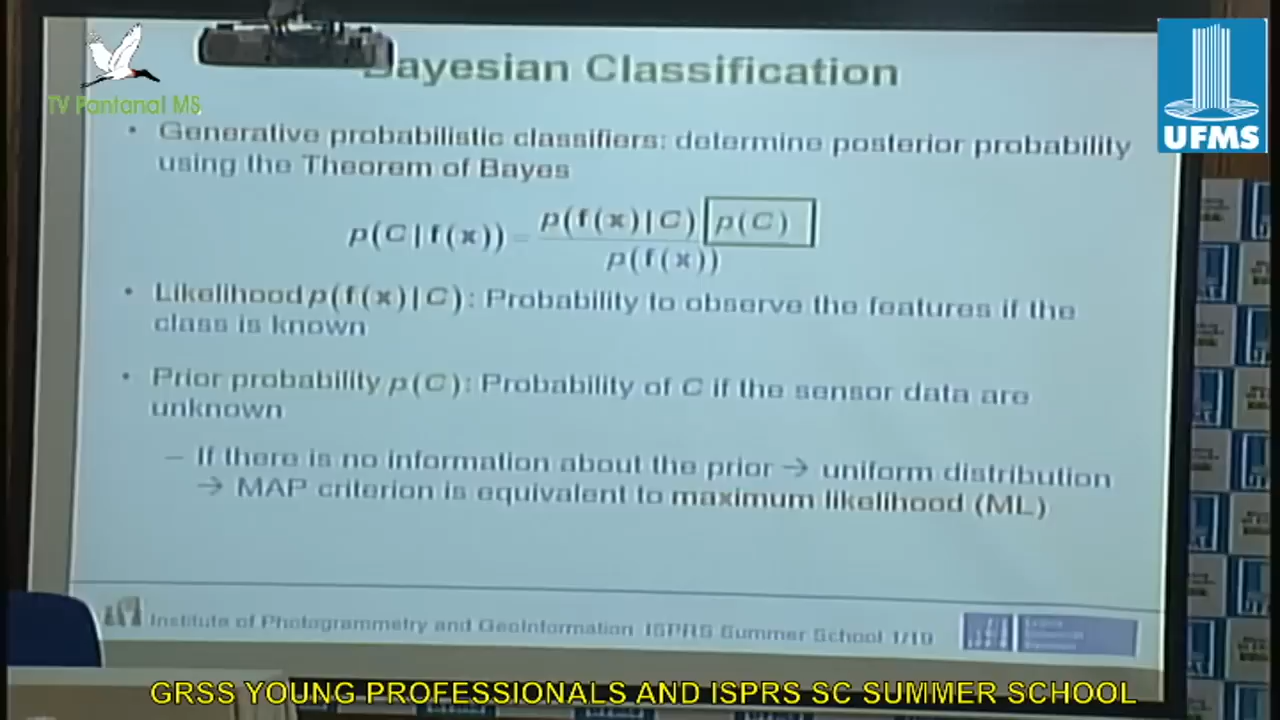 Bayesian Classification
TV Pantanal MS
UFMS
• Generative probabilistic classifiers: determine posterior probability
using the Theorem of Bayes
p(C|f(x)) = p(f(x)|C) p(C) / p(f(x))
• Likelihood p(f(x)|C): Probability to observe the features if the
class is known
• Prior probability p(C): Probability of C if the sensor data are
unknown
– If there is no information about the prior → uniform distribution
→ MAP criterion is equivalent to maximum likelihood (ML)
Institute of Photogrammetry and GeoInformation ISPRS Summer School 1/19
GRSS YOUNG PROFESSIONALS AND ISPRS SC SUMMER SCHOOL